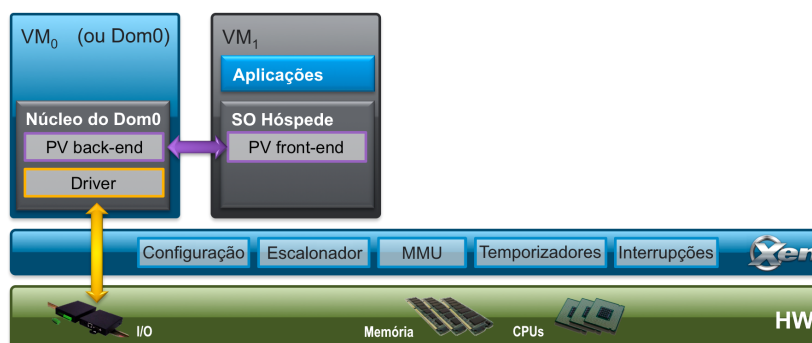 VM0 (ou Dom0)
VM1
Aplicações
Núcleo do Dom0
SO Hóspede
PV back-end
PV front-end
Driver
Configuração
Escalonador
MMU
Temporizadores
Interrupções
Xen
I/O
Memória
CPUs
HW